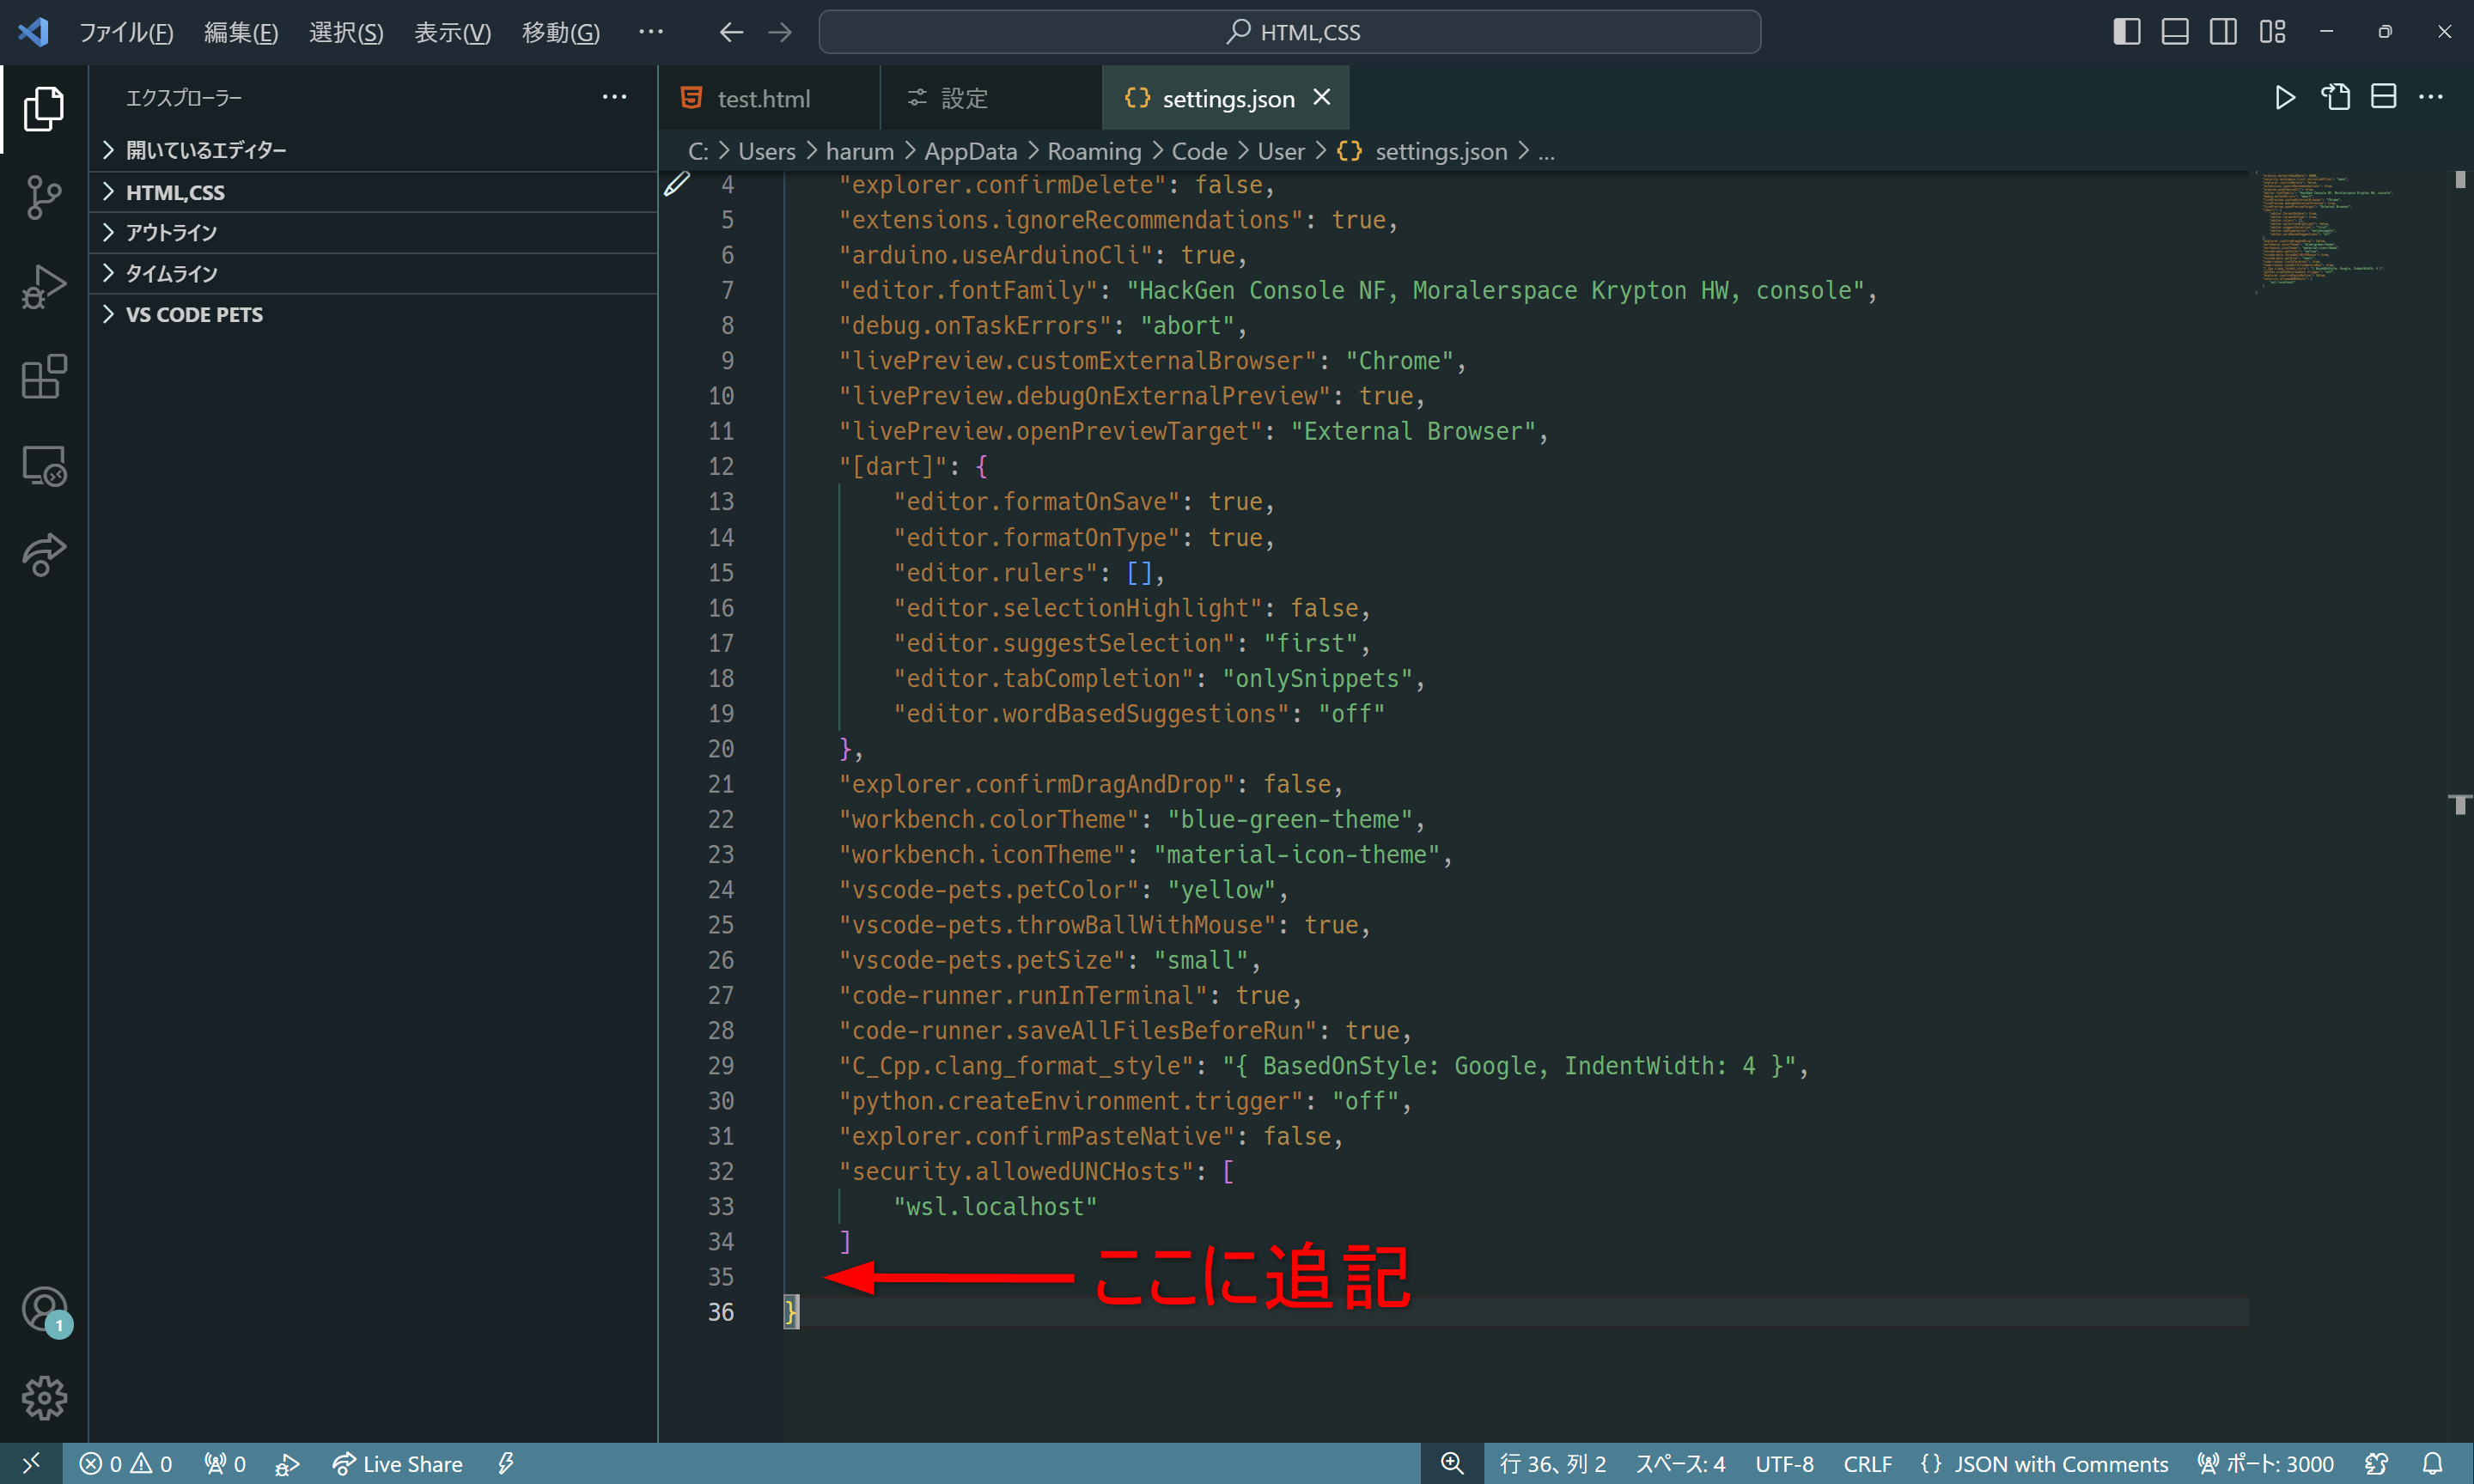 ファイル(F) 編集(E) 選択(S) 表示(V) 移動(G) ··· HTML,CSS
エクスプローラー ···
開いているエディター
HTML,CSS
アウトライン
タイムライン
VS CODE PETS
test.html 設定 {} settings.json
C: > Users > harum > AppData > Roaming > Code > User > {} settings.json > ...
4 "explorer.confirmDelete": false,
5 "extensions.ignoreRecommendations": true,
6 "arduino.useArduinoCli": true,
7 "editor.fontFamily": "HackGen Console NF, Moralerspace Krypton HW, console",
8 "debug.onTaskErrors": "abort",
9 "livePreview.customExternalBrowser": "Chrome",
10 "livePreview.debugOnExternalPreview": true,
11 "livePreview.openPreviewTarget": "External Browser",
12 "[dart]": {
13 "editor.formatOnSave": true,
14 "editor.formatOnType": true,
15 "editor.rulers": [],
16 "editor.selectionHighlight": false,
17 "editor.suggestSelection": "first",
18 "editor.tabCompletion": "onlySnippets",
19 "editor.wordBasedSuggestions": "off"
20 },
21 "explorer.confirmDragAndDrop": false,
22 "workbench.colorTheme": "blue-green-theme",
23 "workbench.iconTheme": "material-icon-theme",
24 "vscode-pets.petColor": "yellow",
25 "vscode-pets.throwBallWithMouse": true,
26 "vscode-pets.petSize": "small",
27 "code-runner.runInTerminal": true,
28 "code-runner.saveAllFilesBeforeRun": true,
29 "C_Cpp.clang_format_style": "{ BasedOnStyle: Google, IndentWidth: 4 }",
30 "python.createEnvironment.trigger": "off",
31 "explorer.confirmPasteNative": false,
32 "security.allowedUNCHosts": [
33 "wsl.localhost"
34 ]
35 ここに追記
36 }
1
0 0 0 Live Share 行 36、列 2 スペース: 4 UTF-8 CRLF {} JSON with Comments ポート: 3000